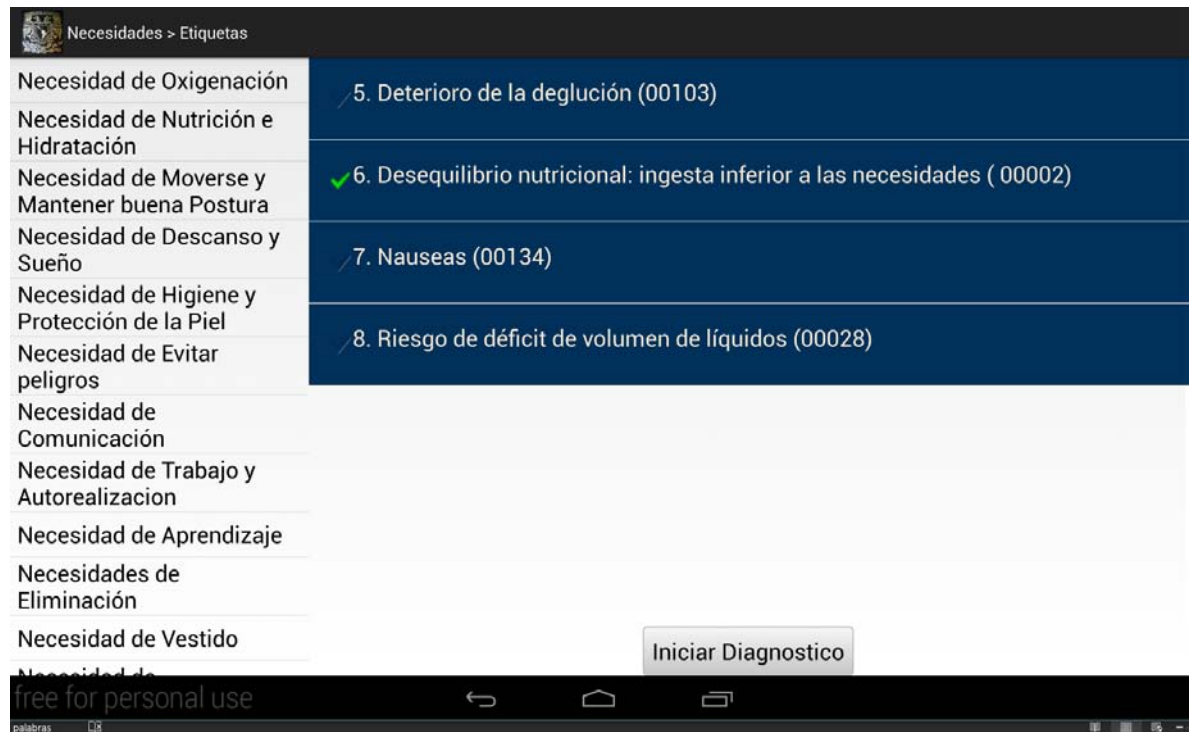 Necesidades > Etiquetas
Necesidad de Oxigenación
Necesidad de Nutrición e
Hidratación
Necesidad de Moverse y
Mantener buena Postura
Necesidad de Descanso y
Sueño
Necesidad de Higiene y
Protección de la Piel
Necesidad de Evitar
peligros
Necesidad de
Comunicación
Necesidad de Trabajo y
Autorealizacion
Necesidad de Aprendizaje
Necesidades de
Eliminación
Necesidad de Vestido
Necesidad de
5. Deterioro de la deglución (00103)
6. Desequilibrio nutricional: ingesta inferior a las necesidades ( 00002)
7. Nauseas (00134)
8. Riesgo de déficit de volumen de líquidos (00028)
Iniciar Diagnostico
free for personal use
palabras